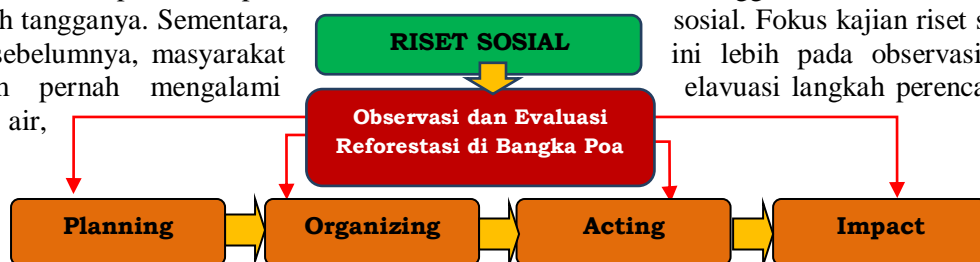 h tangganya. Sementara,
sebelumnya, masyarakat
pernah mengalami
air,
RISET SOSIAL
Observasi dan Evaluasi
Reforestasi di Bangka Poa
sosial. Fokus kajian riset s
ini lebih pada observasi
elavuasi langkah perenca
Planning
Organizing
Acting
Impact